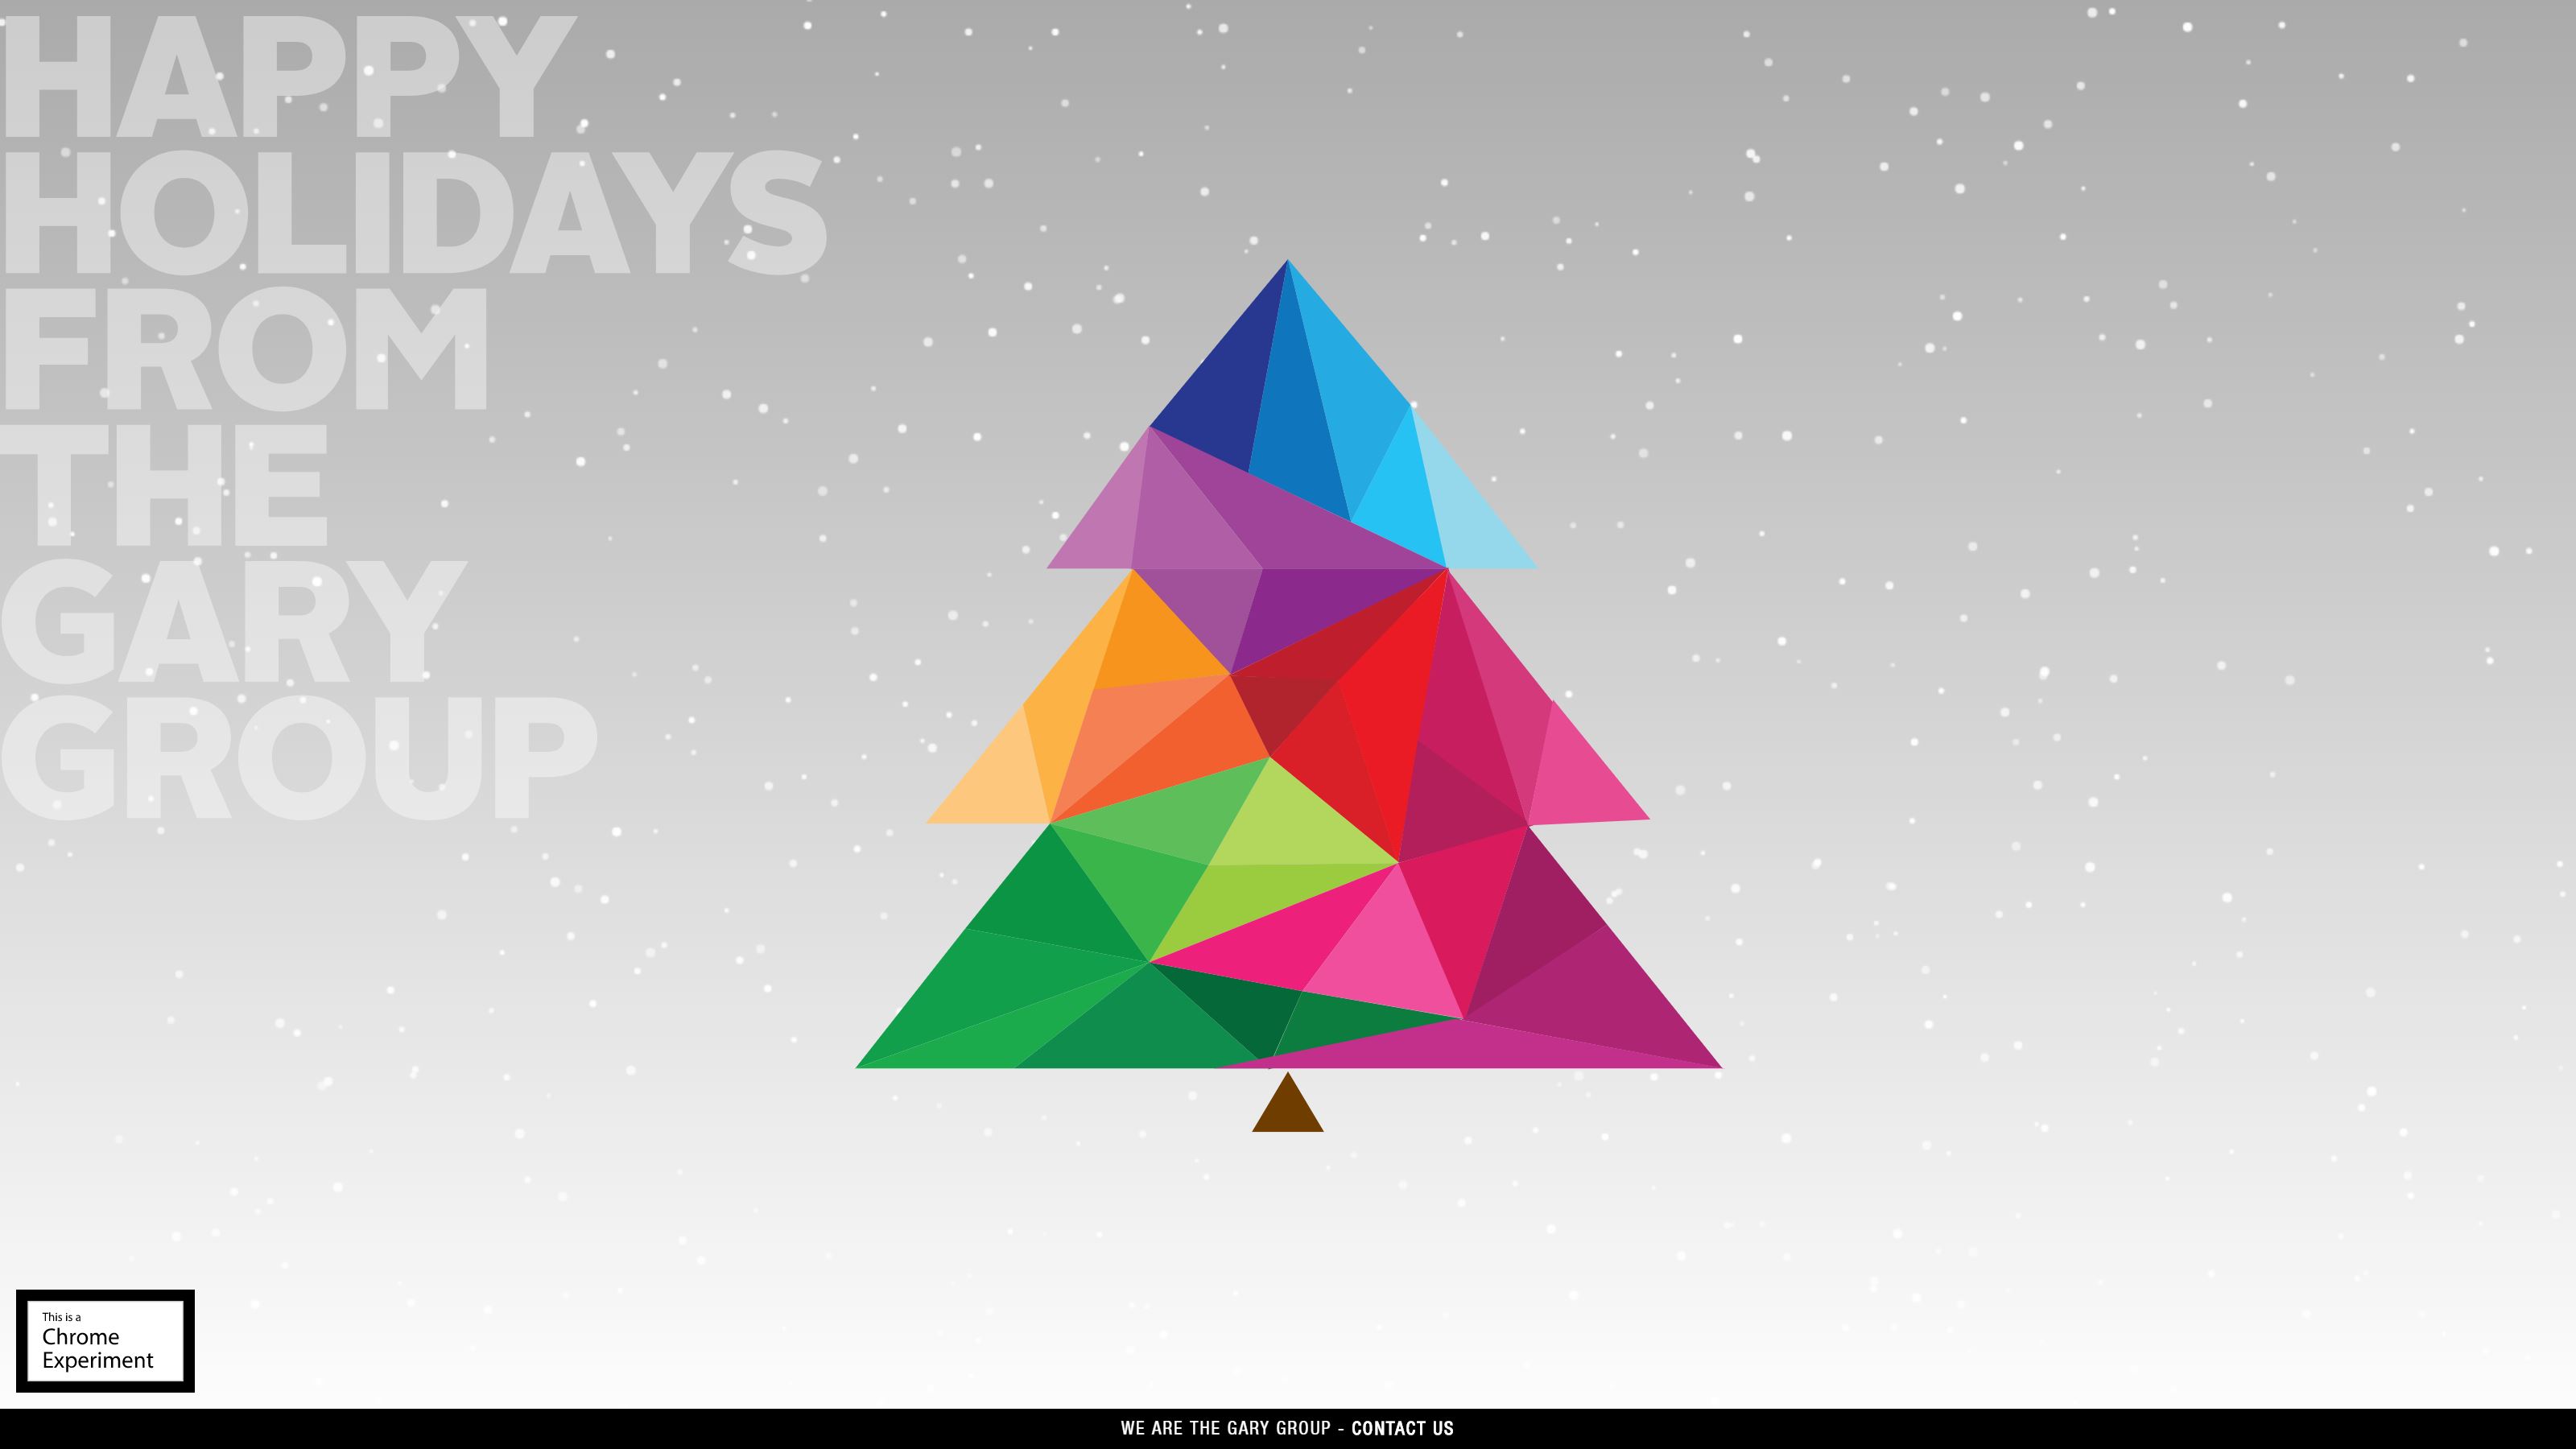 HAPPY
HOLIDAYS
FROM
THE
GARY
GROUP
This is a
Chrome
Experiment
WE ARE THE GARY GROUP - CONTACT US